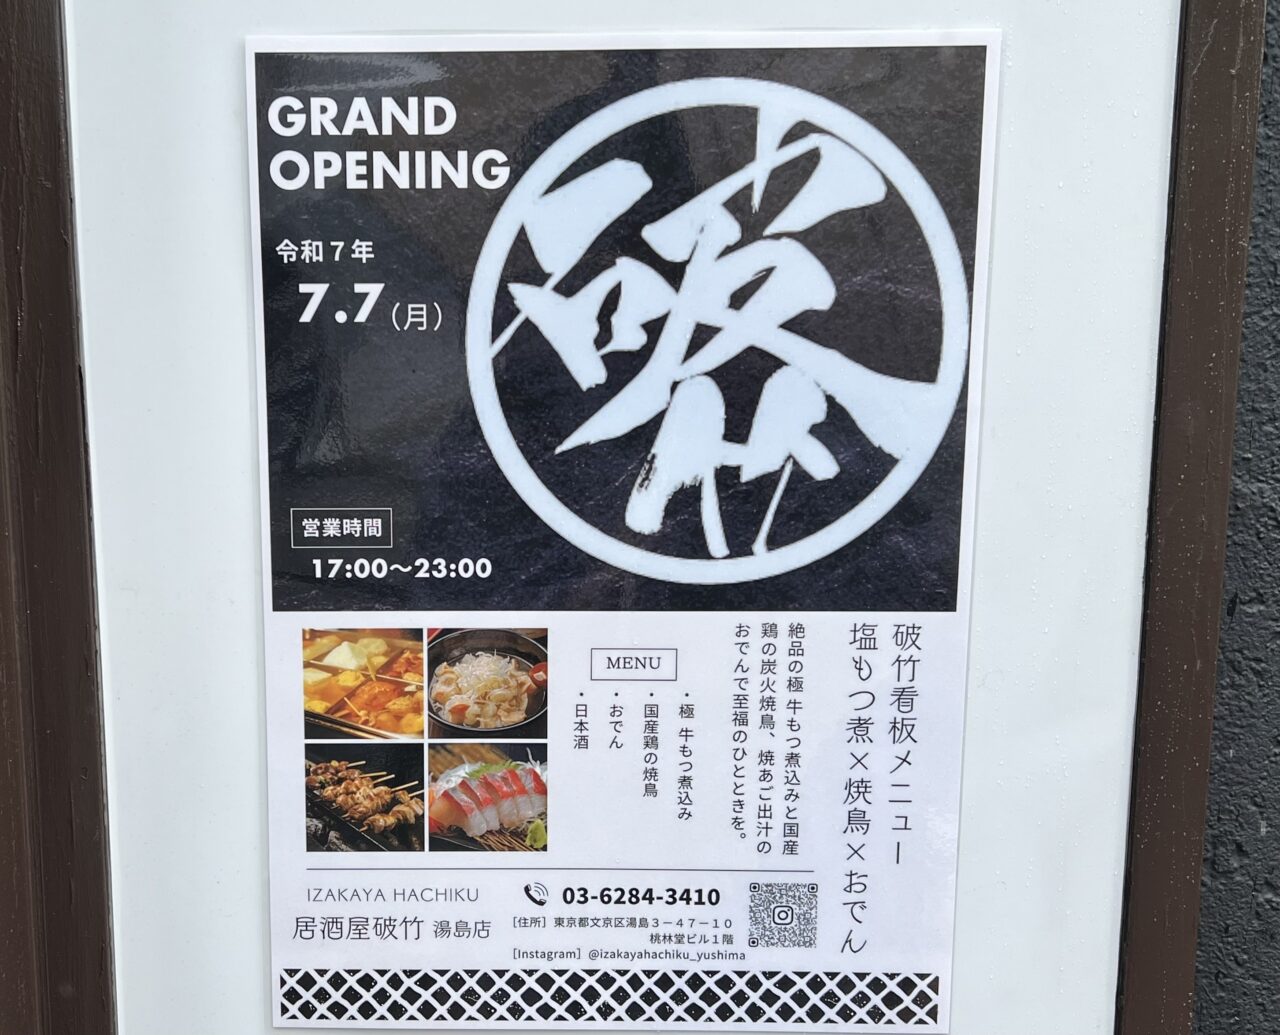 GRAND
OPENING
破竹
令和7年
7.7(月)
営業時間
17:00〜23:00
破竹看板メニュー
塩もつ煮×焼鳥×おでん
絶品の極 牛もつ煮込みと国産
鶏の炭火焼鳥、焼あご出汁の
おでんで至福のひとときを。
MENU
・極 牛もつ煮込み
・国産鶏の焼鳥
・おでん
・日本酒
IZAKAYA HACHIKU
居酒屋破竹 湯島店
03-6284-3410
[住所] 東京都文京区湯島3-47-10
桃林堂ビル1階
[Instagram] @izakayahachiku_yushima